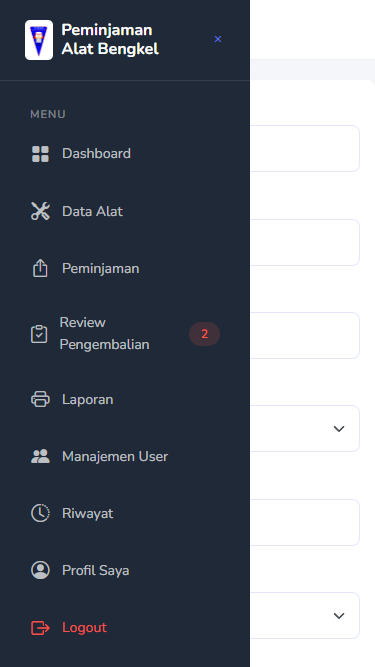 Peminjaman
Alat Bengkel
×
MENU
Dashboard
Data Alat
Peminjaman
Review
Pengembalian
2
Laporan
Manajemen User
Riwayat
Profil Saya
Logout